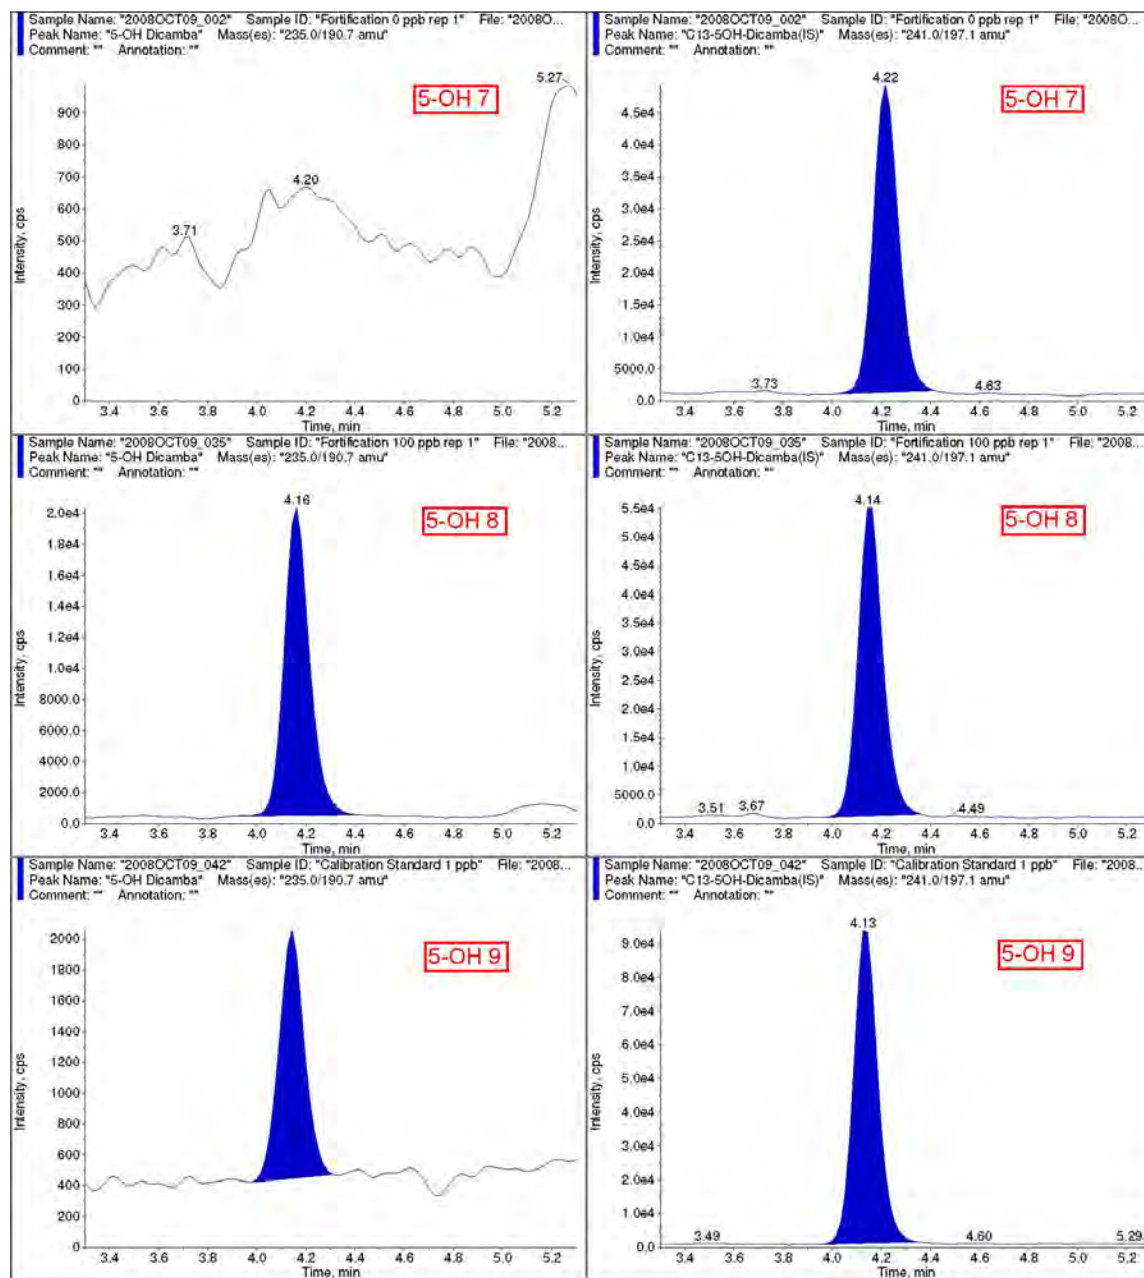 Sample Name: "2008OCT09_002" Sample ID: "Fortification 0 ppb rep 1" File: "2008O...
Peak Name: "5-OH Dicamba" Mass(es): "235.0/190.7 amu"
Comment: "" Annotation: ""
5.27
5-OH 7
900
800
700
4.20
600
3.71
500
400
300
200
100
0
Intensity, cps
3.4 3.6 3.8 4.0 4.2 4.4 4.6 4.8 5.0 5.2
Time, min
Sample Name: "2008OCT09_002" Sample ID: "Fortification 0 ppb rep 1" File: "2008O...
Peak Name: "C13-5OH-Dicamba(IS)" Mass(es): "241.0/197.1 amu"
Comment: "" Annotation: ""
4.22
5-OH 7
4.5e4
4.0e4
3.5e4
3.0e4
2.5e4
2.0e4
1.5e4
1.0e4
5000.0
3.73 4.63
0.0
Intensity, cps
3.4 3.6 3.8 4.0 4.2 4.4 4.6 4.8 5.0 5.2
Time, min
Sample Name: "2008OCT09_035" Sample ID: "Fortification 100 ppb rep 1" File: "2008...
Peak Name: "5-OH Dicamba" Mass(es): "235.0/190.7 amu"
Comment: "" Annotation: ""
4.16
5-OH 8
2.0e4
1.8e4
1.6e4
1.4e4
1.2e4
1.0e4
8000.0
6000.0
4000.0
2000.0
0.0
Intensity, cps
3.4 3.6 3.8 4.0 4.2 4.4 4.6 4.8 5.0 5.2
Time, min
Sample Name: "2008OCT09_035" Sample ID: "Fortification 100 ppb rep 1" File: "2008...
Peak Name: "C13-5OH-Dicamba(IS)" Mass(es): "241.0/197.1 amu"
Comment: "" Annotation: ""
4.14
5-OH 8
5.5e4
5.0e4
4.5e4
4.0e4
3.5e4
3.0e4
2.5e4
2.0e4
1.5e4
1.0e4
5000.0
3.51 3.67 4.49
0.0
Intensity, cps
3.4 3.6 3.8 4.0 4.2 4.4 4.6 4.8 5.0 5.2
Time, min
Sample Name: "2008OCT09_042" Sample ID: "Calibration Standard 1 ppb" File: "2008...
Peak Name: "5-OH Dicamba" Mass(es): "235.0/190.7 amu"
Comment: "" Annotation: ""
5-OH 9
2000
1800
1600
1400
1200
1000
800
600
400
200
0
Intensity, cps
3.4 3.6 3.8 4.0 4.2 4.4 4.6 4.8 5.0 5.2
Time, min
Sample Name: "2008OCT09_042" Sample ID: "Calibration Standard 1 ppb" File: "2008...
Peak Name: "C13-5OH-Dicamba(IS)" Mass(es): "241.0/197.1 amu"
Comment: "" Annotation: ""
4.13
5-OH 9
9.0e4
8.0e4
7.0e4
6.0e4
5.0e4
4.0e4
3.0e4
2.0e4
1.0e4
3.49 4.60 5.29
0.0
Intensity, cps
3.4 3.6 3.8 4.0 4.2 4.4 4.6 4.8 5.0 5.2
Time, min